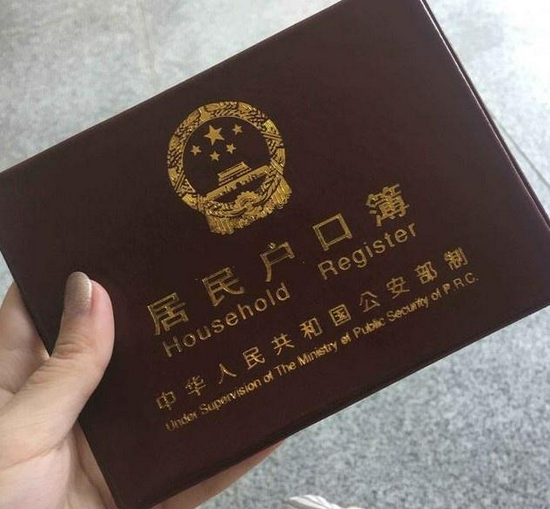 居民户口簿
Household Register
中华人民共和国公安部制
Under Supervision of The Ministry of Public Security of P.R.C.